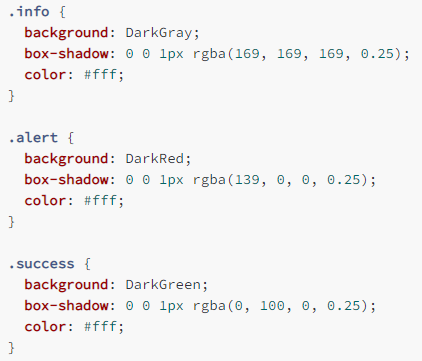 .info {
  background: DarkGray;
  box-shadow: 0 0 1px rgba(169, 169, 169, 0.25);
  color: #fff;
}

.alert {
  background: DarkRed;
  box-shadow: 0 0 1px rgba(139, 0, 0, 0.25);
  color: #fff;
}

.success {
  background: DarkGreen;
  box-shadow: 0 0 1px rgba(0, 100, 0, 0.25);
  color: #fff;
}